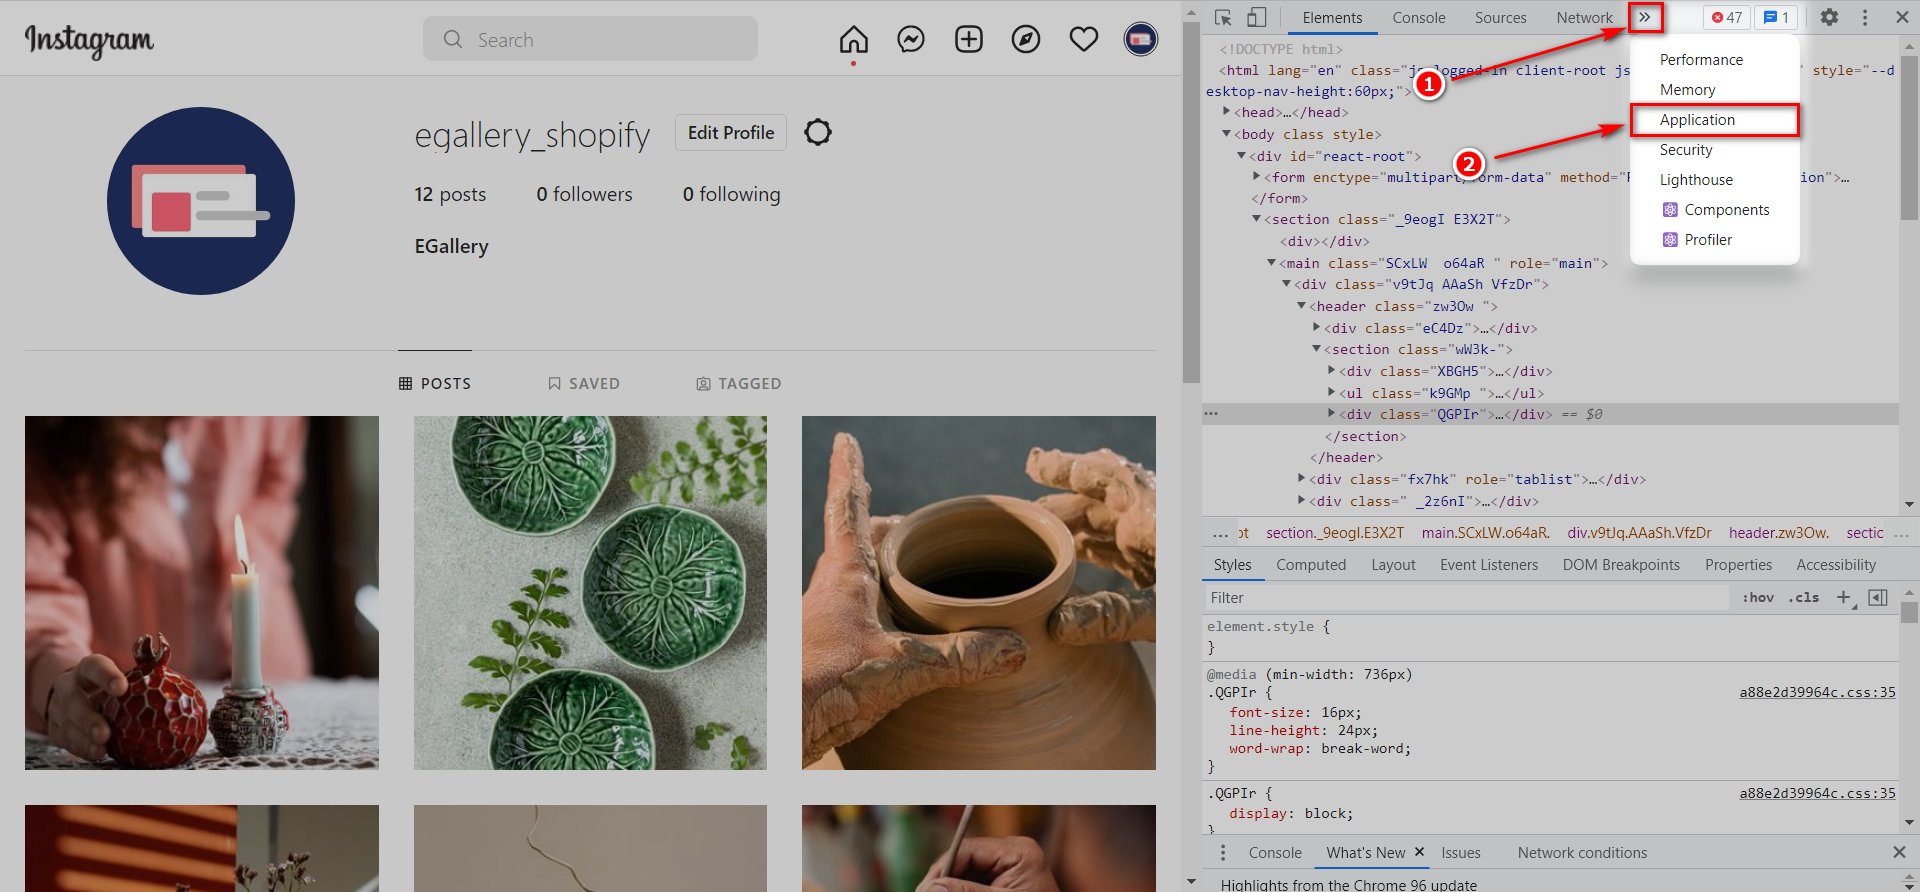 Instagram
Search
egallery_shopify
Edit Profile
12 posts
0 followers
0 following
EGallery
POSTS
SAVED
TAGGED
Elements
Console
Sources
Network
47
1
<!DOCTYPE html>
<html lang="en" class="js logged-in client-root js style="--d
esktop-nav-height:60px;">
1
<head>…</head>
<body class style>
<div id="react-root">
2
<form enctype="multipart/form-data" method= ion">…
</form>
<section class="_9eogI E3X2T">
<div></div>
<main class="SCxLW  o64aR " role="main">
<div class="v9tJq AAaSh VfzDr">
<header class="zw3Ow ">
<div class="eC4Dz">…</div>
<section class="wW3k-">
<div class="XBGH5">…</div>
<ul class="k9GMp ">…</ul>
<div class="QGPIr">…</div> == $0
</section>
</header>
<div class="fx7hk" role="tablist">…</div>
<div class=" _2z6nI">…</div>
Performance
Memory
Application
Security
Lighthouse
Components
Profiler
... ot section._9eogI.E3X2T main.SCxLW.o64aR. div.v9tJq.AAaSh.VfzDr header.zw3Ow. sectic ...
Styles
Computed
Layout
Event Listeners
DOM Breakpoints
Properties
Accessibility
Filter
:hov
.cls
element.style {
}
@media (min-width: 736px)
.QGPIr {
a88e2d39964c.css:35
font-size: 16px;
line-height: 24px;
word-wrap: break-word;
}
.QGPIr {
a88e2d39964c.css:35
display: block;
}
Console
What's New
Issues
Network conditions
Highlights from the Chrome 96 update